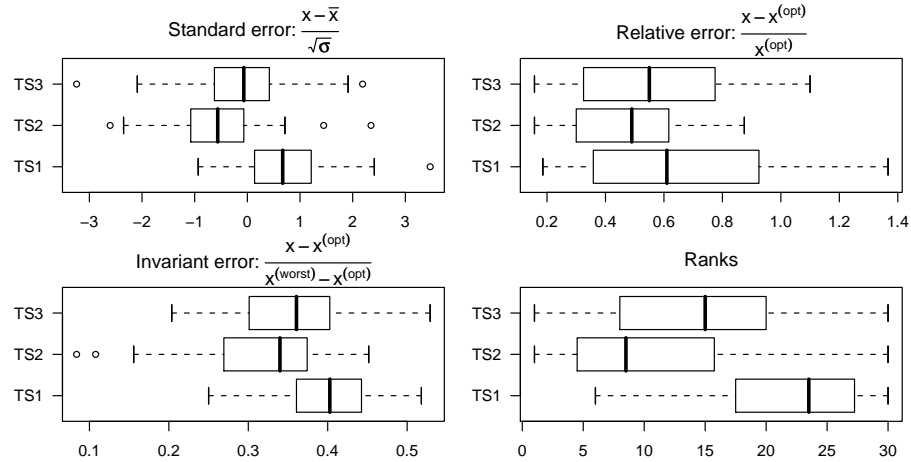 Standard error: (x − x̄) / √σ
TS3
TS2
TS1
−3 −2 −1 0 1 2 3
Relative error: (x − x^(opt)) / x^(opt)
TS3
TS2
TS1
0.2 0.4 0.6 0.8 1.0 1.2 1.4
Invariant error: (x − x^(opt)) / (x^(worst) − x^(opt))
TS3
TS2
TS1
0.1 0.2 0.3 0.4 0.5
Ranks
TS3
TS2
TS1
0 5 10 15 20 25 30